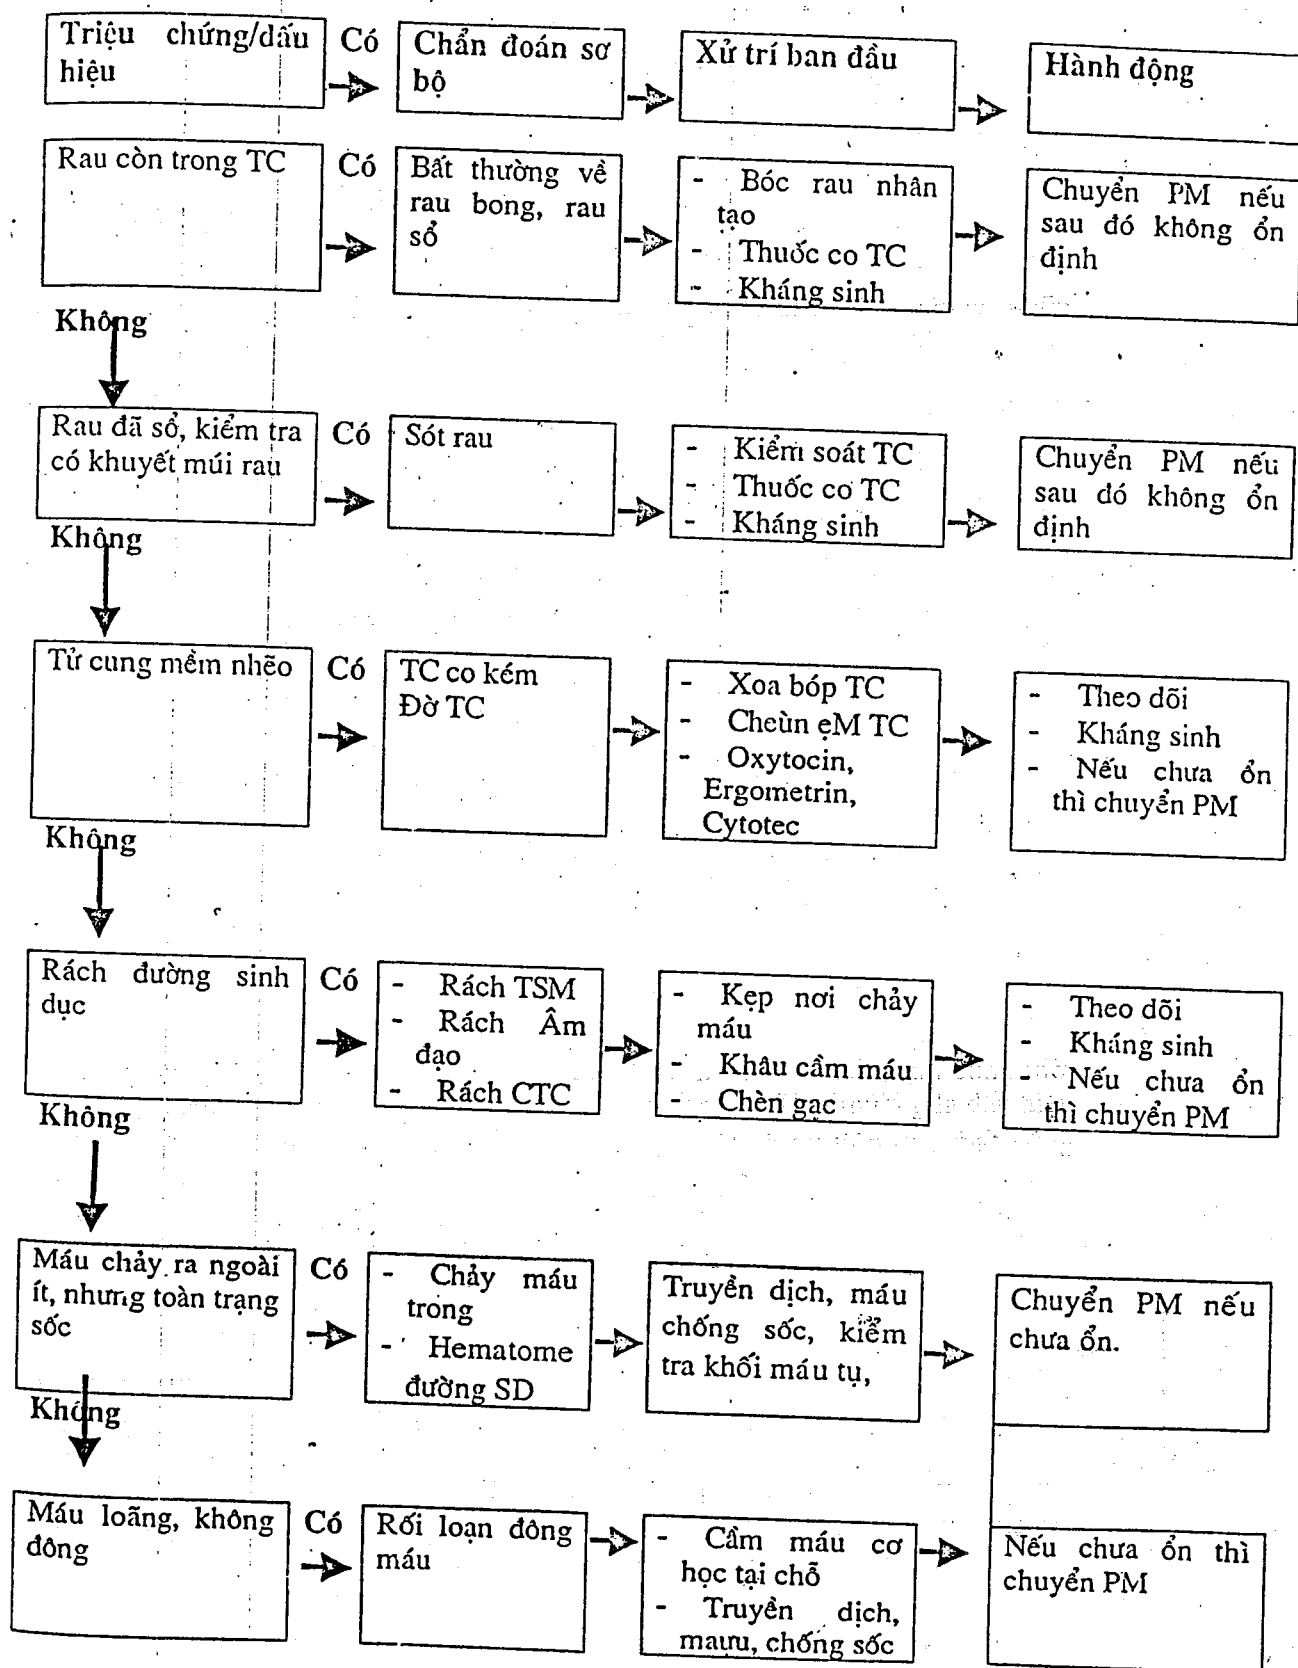 Triệu chứng/dấu
hiệu
Có
Chẩn đoán sơ
bộ
Xử trí ban đầu
Hành động
Rau còn trong TC
Có
Bất thường về
rau bong, rau
sổ
- Bóc rau nhân
tạo
- Thuốc co TC
- Kháng sinh
Chuyển PM nếu
sau đó không ổn
định
Không
Rau đã sổ, kiểm tra
có khuyết múi rau
Có
Sót rau
- Kiểm soát TC
- Thuốc co TC
- Kháng sinh
Chuyển PM nếu
sau đó không ổn
định
Không
Tử cung mềm nhẽo
Có
TC co kém
Đờ TC
- Xoa bóp TC
- Cheùn ẹM TC
- Oxytocin,
Ergometrin,
Cytotec
- Theo dõi
- Kháng sinh
- Nếu chưa ổn
thì chuyển PM
Không
Rách đường sinh
dục
Có
- Rách TSM
- Rách Âm
đạo
- Rách CTC
- Kẹp nơi chảy
máu
- Khâu cầm máu
- Chèn gạc
- Theo dõi
- Kháng sinh
- Nếu chưa ổn
thì chuyển PM
Không
Máu chảy ra ngoài
ít, nhưng toàn trạng
sốc
Có
- Chảy máu
trong
- Hematome
đường SD
Truyền dịch, máu
chống sốc, kiểm
tra khối máu tụ,
Chuyển PM nếu
chưa ổn.
Không
Máu loãng, không
đông
Có
Rối loạn đông
máu
- Cầm máu cơ
học tại chỗ
- Truyền dịch,
maưu, chống sốc
Nếu chưa ổn thì
chuyển PM